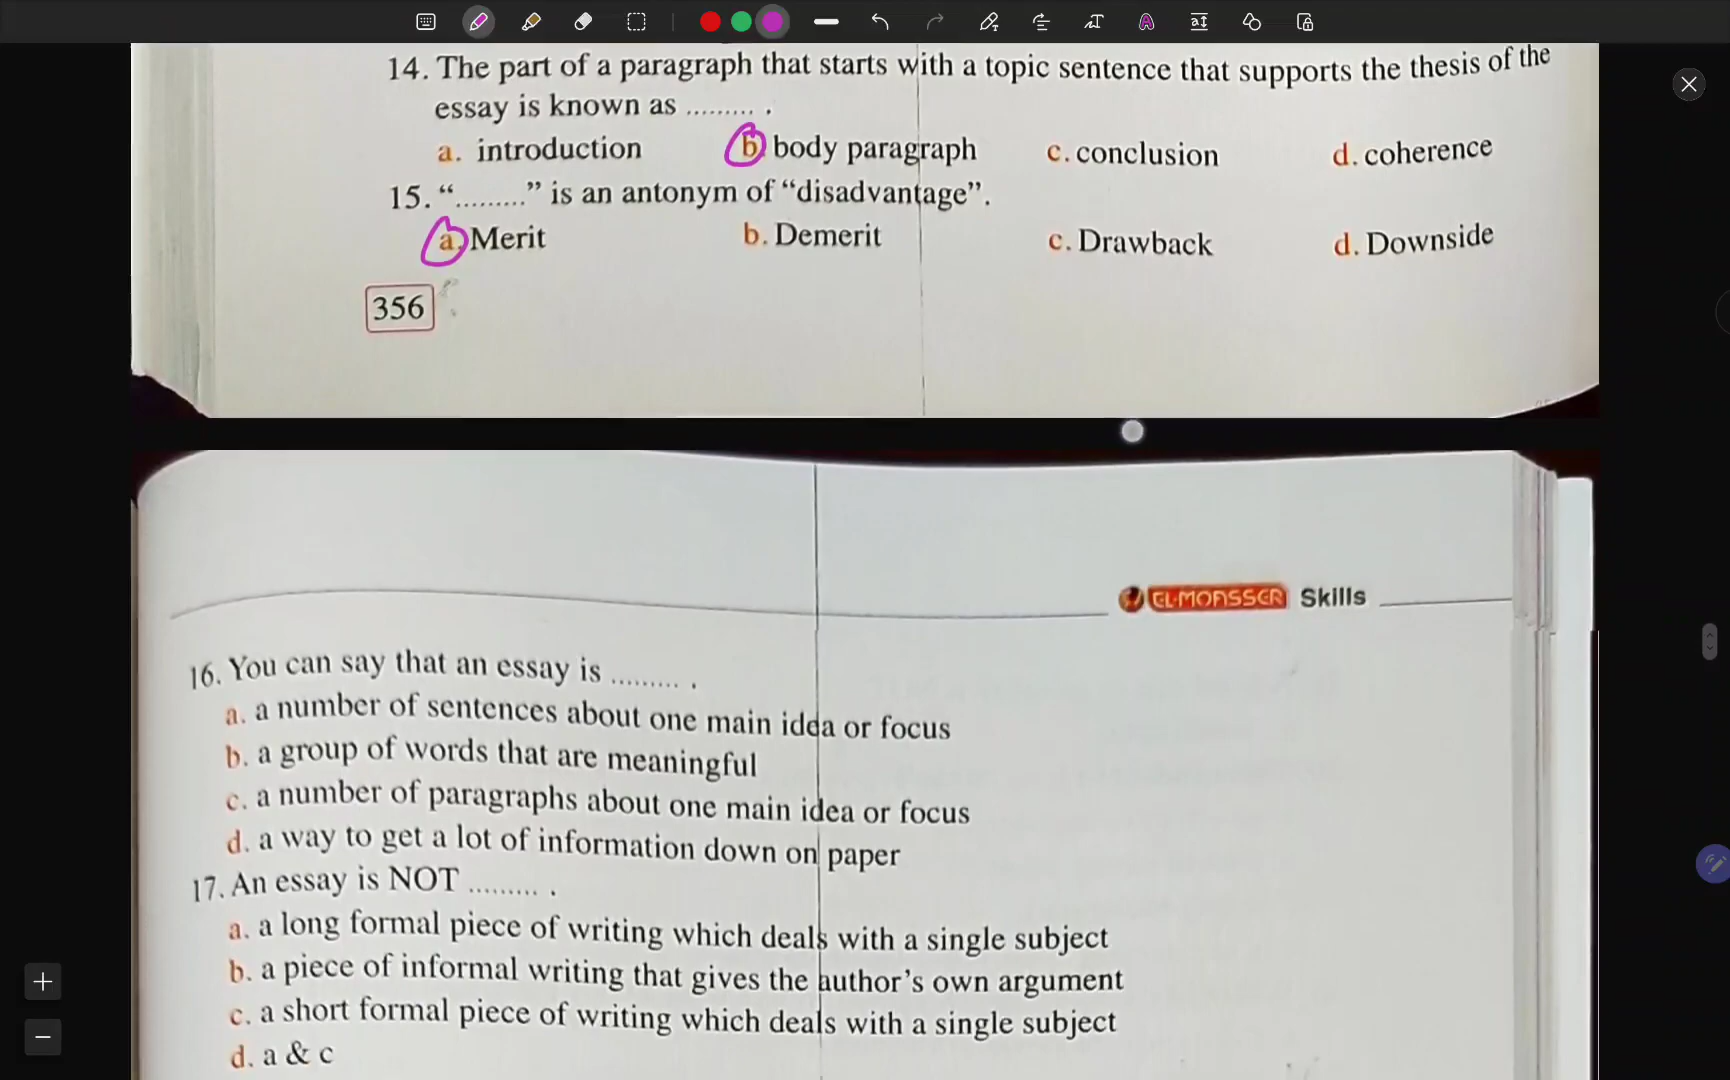 14. The part of a paragraph that starts with a topic sentence that supports the thesis of the
essay is known as ......... .
a. introduction b. body paragraph c. conclusion d. coherence
15. “.........” is an antonym of “disadvantage”.
a. Merit b. Demerit c. Drawback d. Downside
356
EL-MOASSER Skills
16. You can say that an essay is ......... .
a. a number of sentences about one main idea or focus
b. a group of words that are meaningful
c. a number of paragraphs about one main idea or focus
d. a way to get a lot of information down on paper
17. An essay is NOT ......... .
a. a long formal piece of writing which deals with a single subject
b. a piece of informal writing that gives the author’s own argument
c. a short formal piece of writing which deals with a single subject
d. a & c